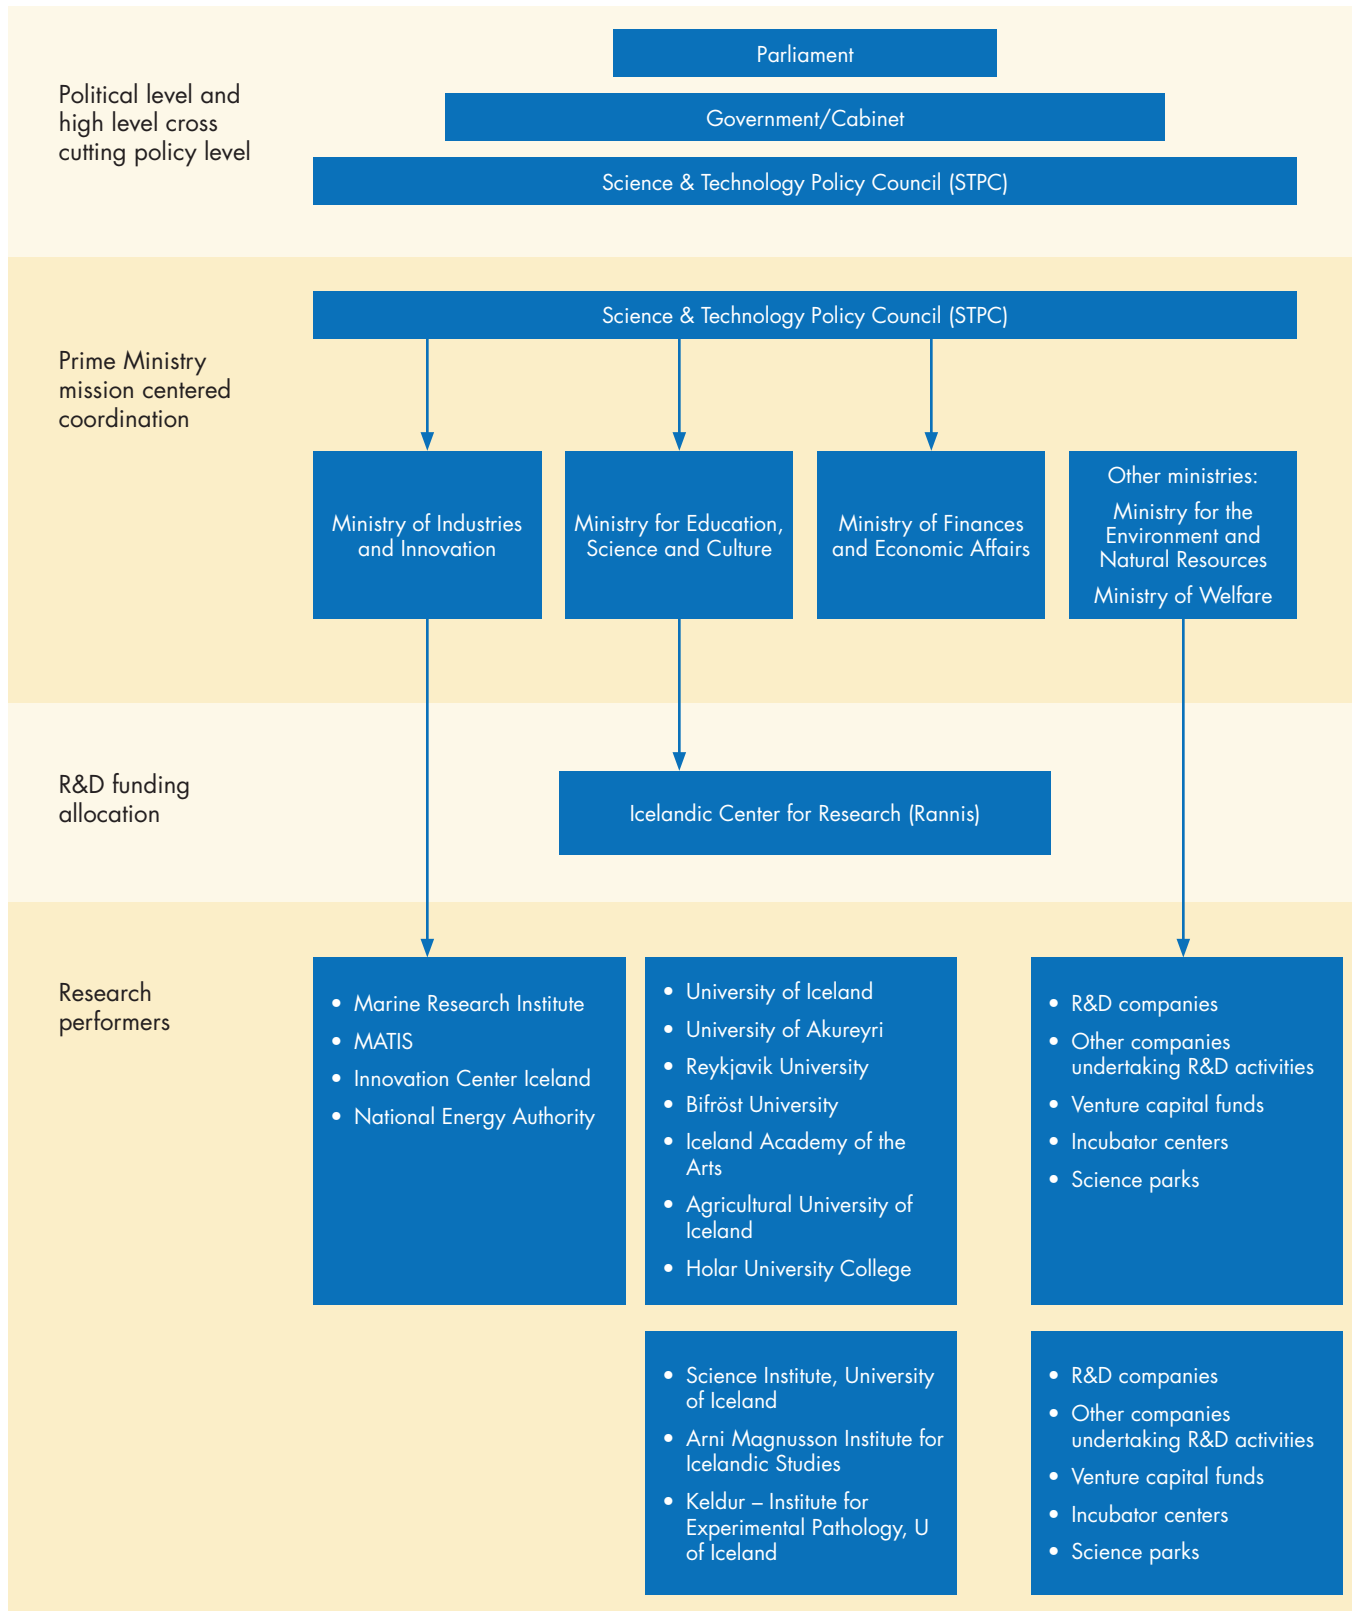 Political level and
high level cross
cutting policy level
Parliament
Government/Cabinet
Science & Technology Policy Council (STPC)
Prime Ministry
mission centered
coordination
Science & Technology Policy Council (STPC)
Ministry of Industries
and Innovation
Ministry for Education,
Science and Culture
Ministry of Finances
and Economic Affairs
Other ministries:
Ministry for the
Environment and
Natural Resources
Ministry of Welfare
R&D funding
allocation
Icelandic Center for Research (Rannis)
Research
performers
• Marine Research Institute
• MATIS
• Innovation Center Iceland
• National Energy Authority
• University of Iceland
• University of Akureyri
• Reykjavik University
• Bifröst University
• Iceland Academy of the
Arts
• Agricultural University of
Iceland
• Holar University College
• R&D companies
• Other companies
undertaking R&D activities
• Venture capital funds
• Incubator centers
• Science parks
• Science Institute, University
of Iceland
• Arni Magnusson Institute for
Icelandic Studies
• Keldur – Institute for
Experimental Pathology, U
of Iceland
• R&D companies
• Other companies
undertaking R&D activities
• Venture capital funds
• Incubator centers
• Science parks